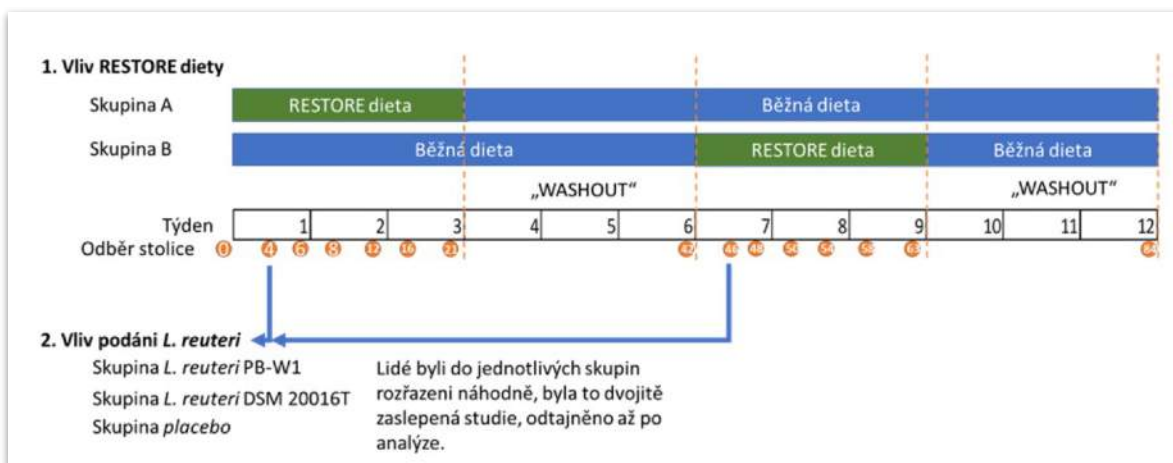 1. Vliv RESTORE diety
Skupina A RESTORE dieta Běžná dieta
Skupina B Běžná dieta RESTORE dieta Běžná dieta
„WASHOUT“ „WASHOUT“
Týden 1 2 3 4 5 6 7 8 9 10 11 12
Odběr stolice 0 4 6 8 12 16 21 42 46 48 50 54 58 63 84
2. Vliv podáni L. reuteri
Skupina L. reuteri PB-W1
Skupina L. reuteri DSM 20016T
Skupina placebo
Lidé byli do jednotlivých skupin
rozřazeni náhodně, byla to dvojitě
zaslepená studie, odtajněno až po
analýze.